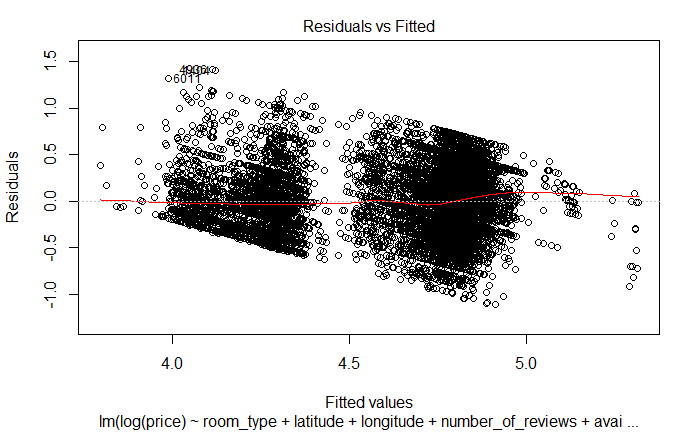 Residuals vs Fitted
Residuals
1.5
1.0
0.5
0.0
-0.5
-1.0
6011
4.0
4.5
5.0
Fitted values
lm(log(price) ~ room_type + latitude + longitude + number_of_reviews + avai ...